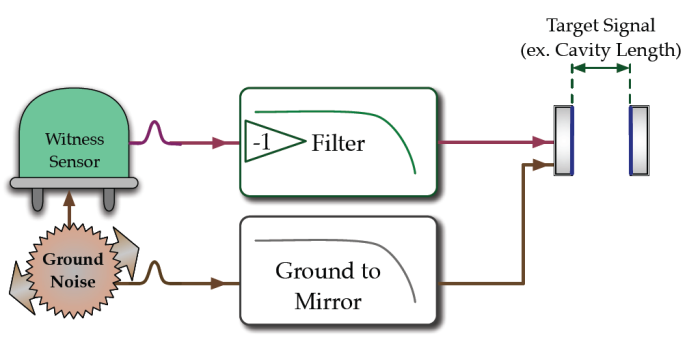 Target Signal
(ex. Cavity Length)
Witness
Sensor
-1
Filter
Ground
Noise
Ground to
Mirror